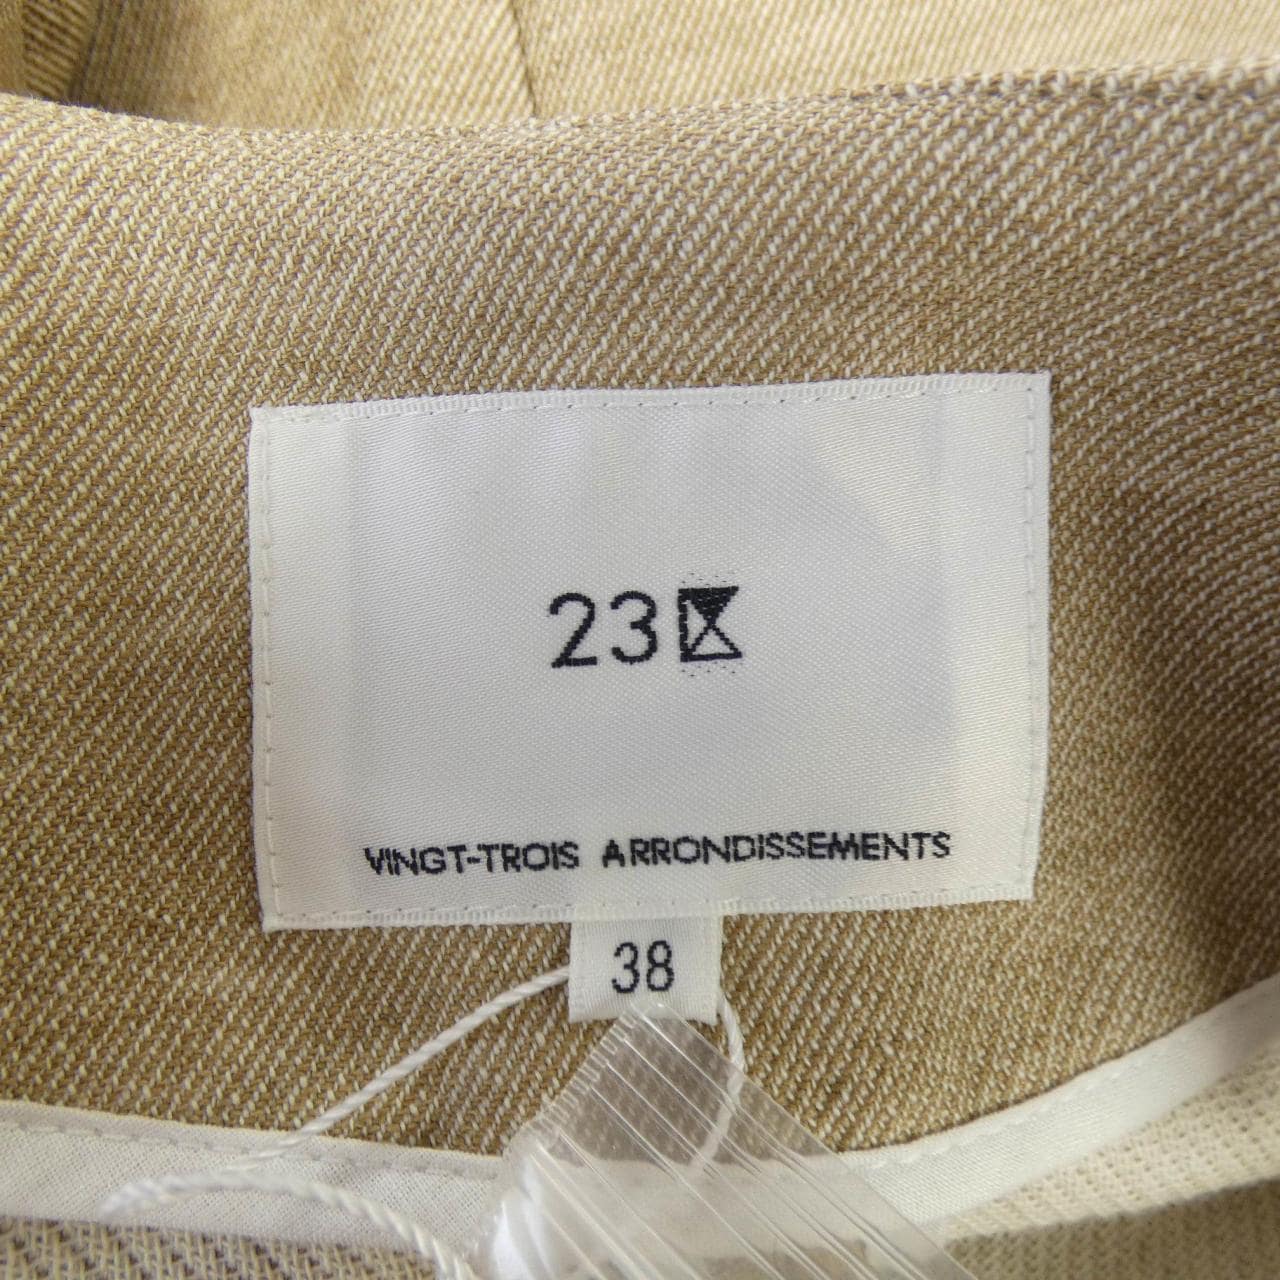 23区
VINGT-TROIS ARRONDISSEMENTS
38